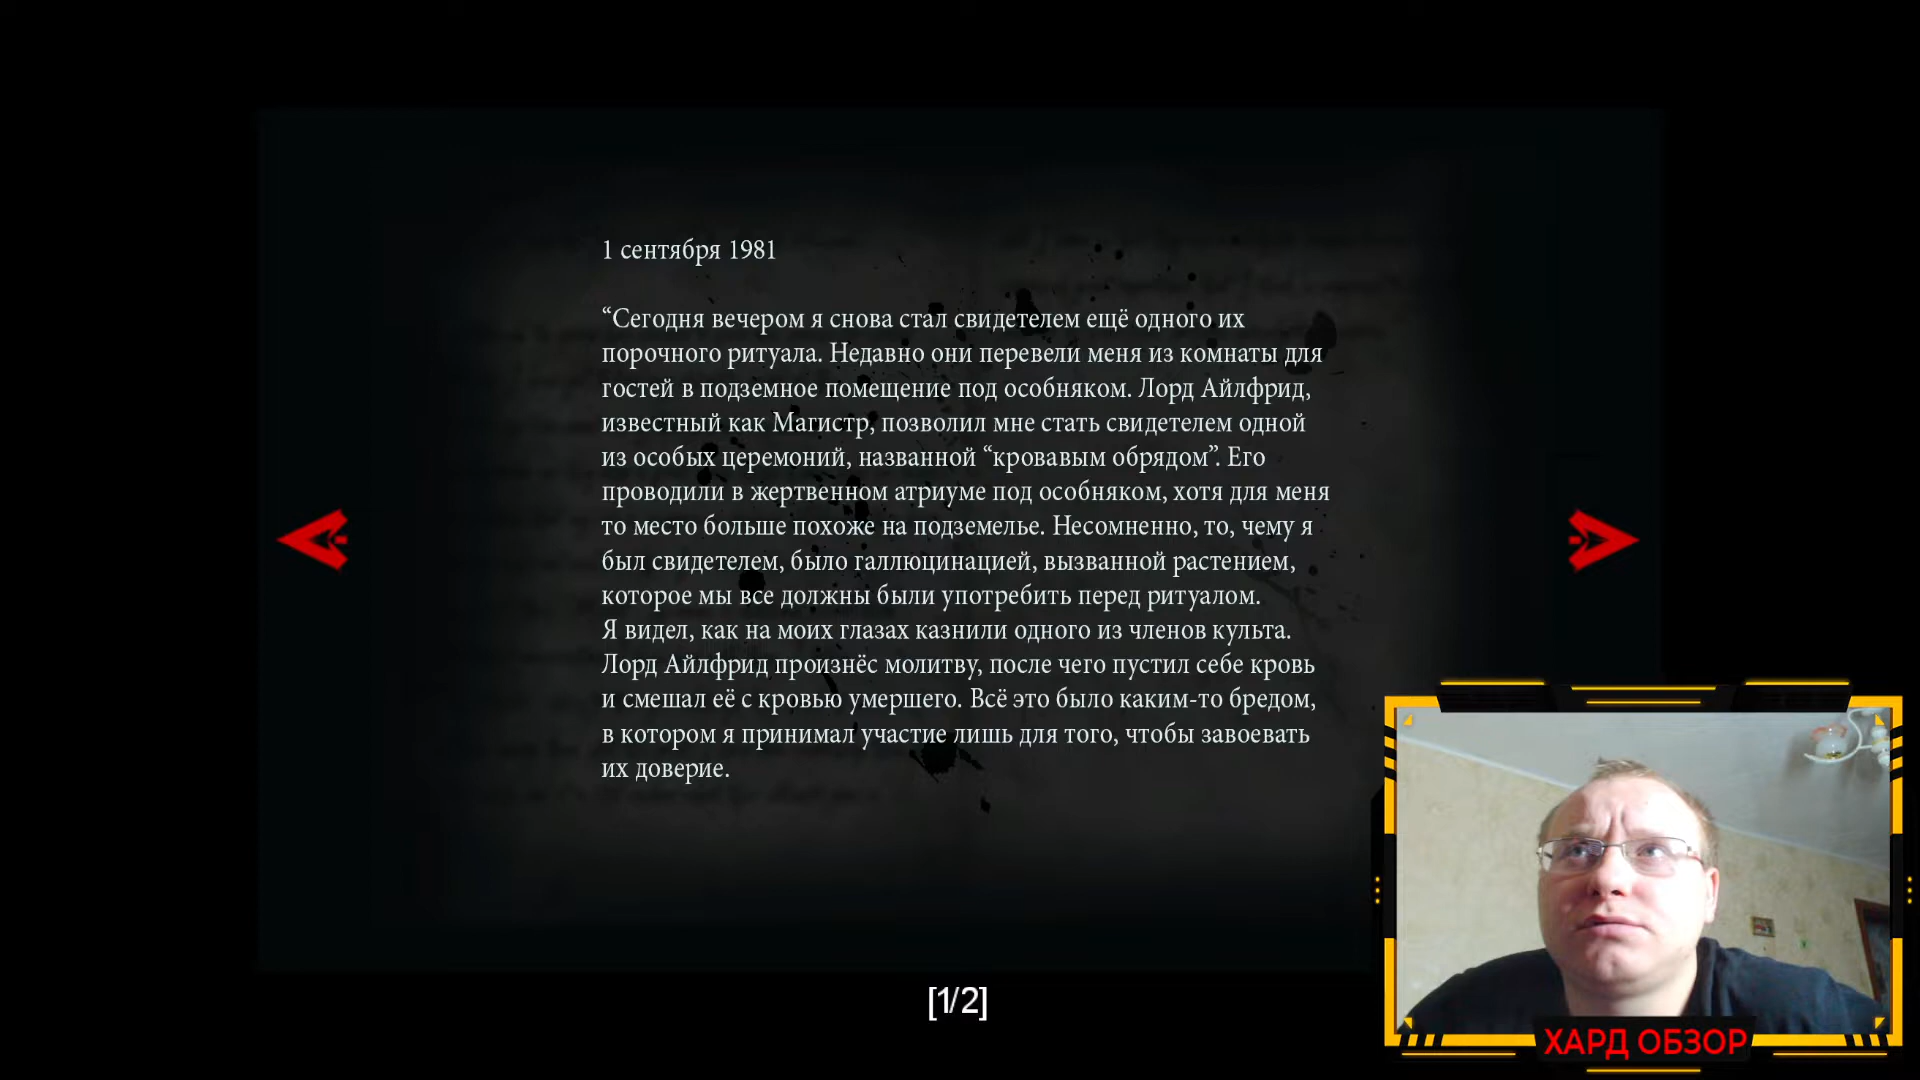 1 сентября 1981
“Сегодня вечером я снова стал свидетелем ещё одного их
порочного ритуала. Недавно они перевели меня из комнаты для
гостей в подземное помещение под особняком. Лорд Айлфрид,
известный как Магистр, позволил мне стать свидетелем одной
из особых церемоний, названной “кровавым обрядом”. Его
проводили в жертвенном атриуме под особняком, хотя для меня
то место больше похоже на подземелье. Несомненно, то, чему я
был свидетелем, было галлюцинацией, вызванной растением,
которое мы все должны были употребить перед ритуалом.
Я видел, как на моих глазах казнили одного из членов культа.
Лорд Айлфрид произнёс молитву, после чего пустил себе кровь
и смешал её с кровью умершего. Всё это было каким-то бредом,
в котором я принимал участие лишь для того, чтобы завоевать
их доверие.
[1/2]
ХАРД ОБЗОР